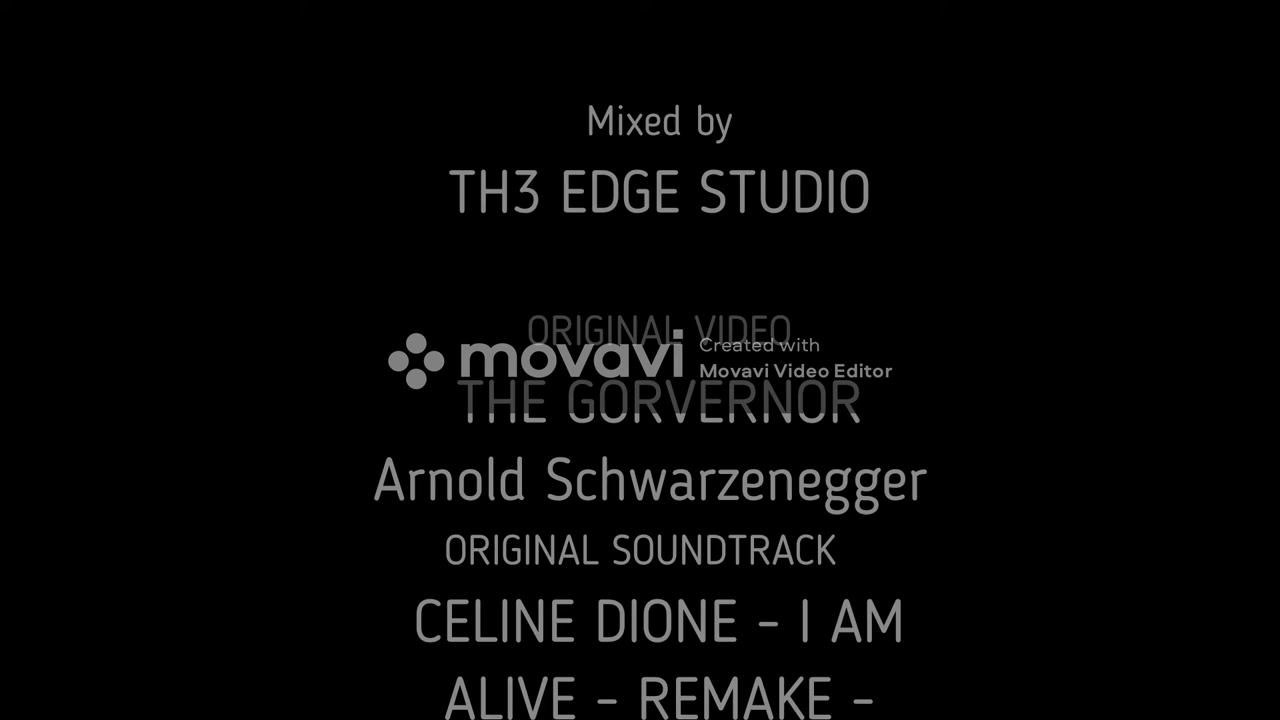 Mixed by
TH3 EDGE STUDIO
ORIGINAL VIDEO
movavi
Created with
Movavi Video Editor
THE GORVERNOR
Arnold Schwarzenegger
ORIGINAL SOUNDTRACK
CELINE DIONE - I AM
ALIVE - REMAKE -